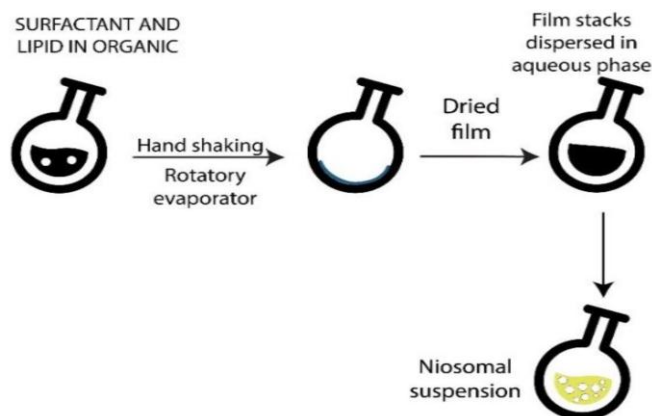 SURFACTANT AND
LIPID IN ORGANIC
Hand shaking
Rotatory
evaporator
Dried
film
Film stacks
dispersed in
aqueous phase
Niosomal
suspension